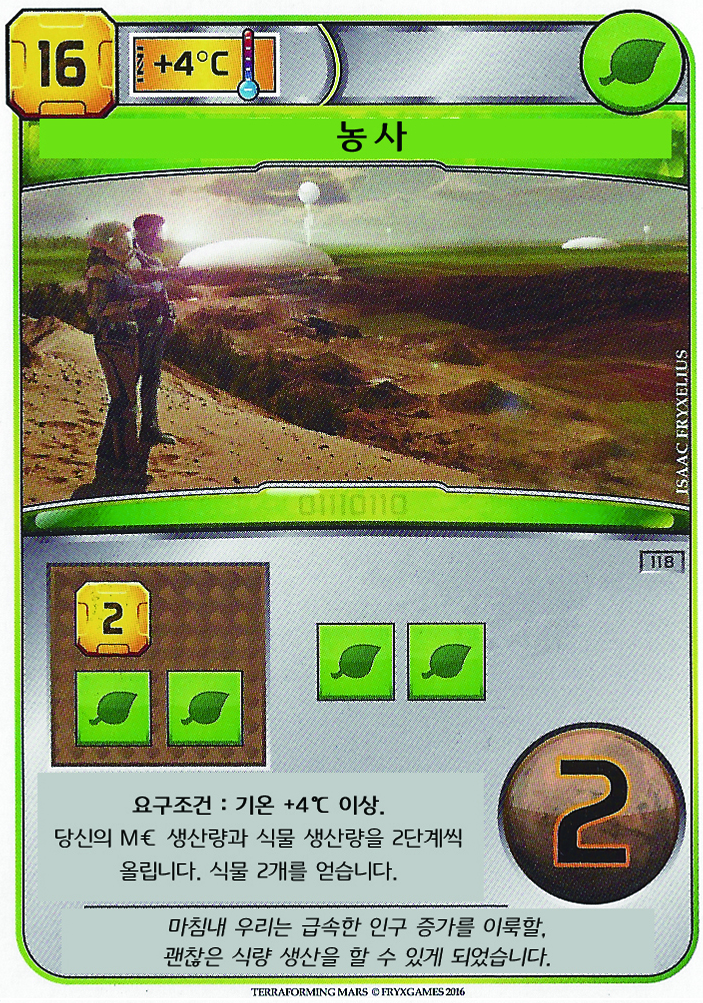 16
+4°C
농사
ISAAC FRYXELIUS
01110110
118
2
2
요구조건 : 기온 +4℃ 이상.
당신의 M€ 생산량과 식물 생산량을 2단계씩
올립니다. 식물 2개를 얻습니다.
마침내 우리는 급속한 인구 증가를 이룩할,
괜찮은 식량 생산을 할 수 있게 되었습니다.
TERRAFORMING MARS © FRYXGAMES 2016